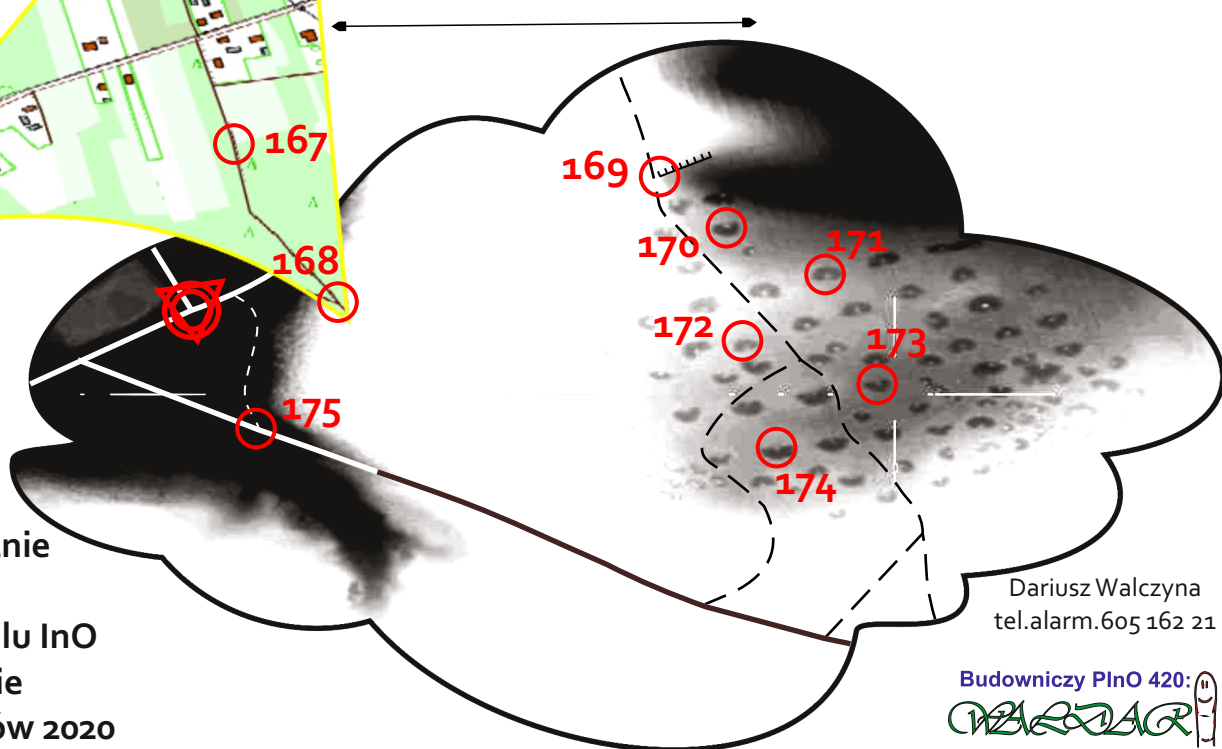 167
168
169
170
171
172
173
174
175
nie
lu InO
ie
ów 2020
Dariusz Walczyna
tel.alarm.605 162 21
Budowniczy PInO 420:
WALDAR